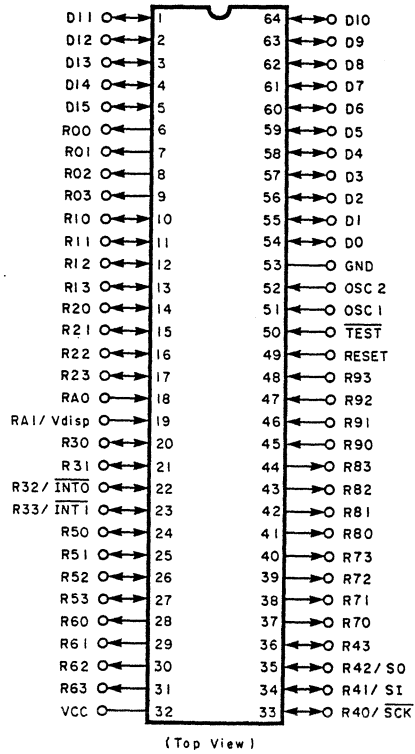 D11 1 64 D10
D12 2 63 D9
D13 3 62 D8
D14 4 61 D7
D15 5 60 D6
R00 6 59 D5
R01 7 58 D4
R02 8 57 D3
R03 9 56 D2
R10 10 55 D1
R11 11 54 D0
R12 12 53 GND
R13 13 52 OSC 2
R20 14 51 OSC 1
R21 15 50 TEST
R22 16 49 RESET
R23 17 48 R93
RA0 18 47 R92
RA1/Vdisp 19 46 R91
R30 20 45 R90
R31 21 44 R83
R32/INT0 22 43 R82
R33/INT1 23 42 R81
R50 24 41 R80
R51 25 40 R73
R52 26 39 R72
R53 27 38 R71
R60 28 37 R70
R61 29 36 R43
R62 30 35 R42/SO
R63 31 34 R41/SI
VCC 32 33 R40/SCK
(Top View)